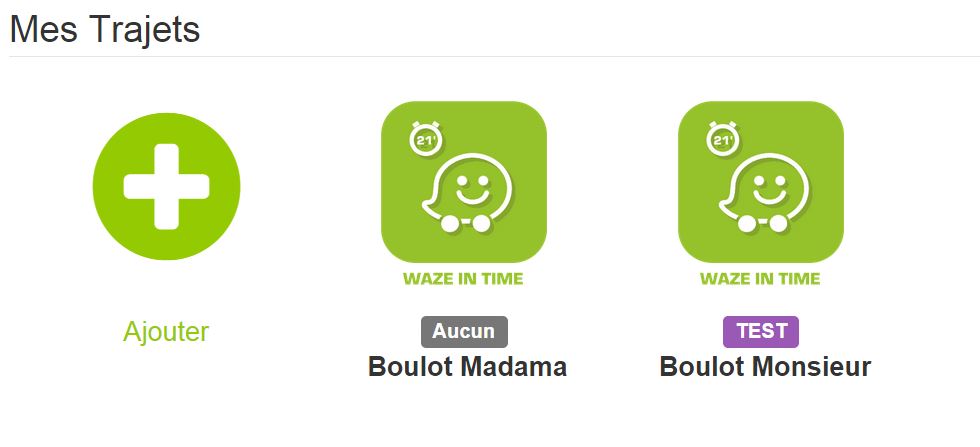 Mes Trajets
21'
21'
WAZE IN TIME
WAZE IN TIME
Ajouter
Aucun
TEST
Boulot Madama
Boulot Monsieur